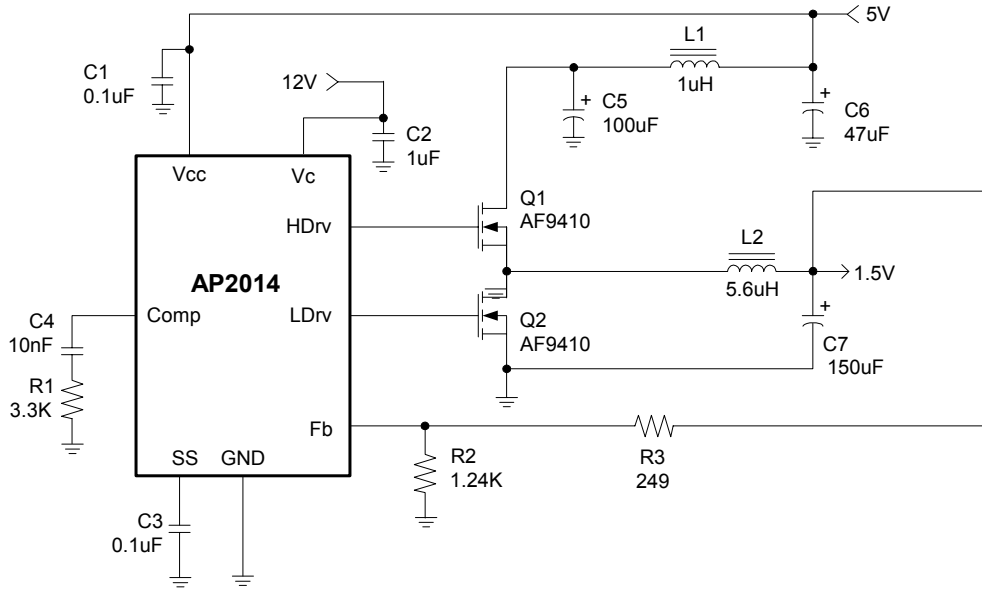 5V
L1
1uH
C1
0.1uF
12V
C5
100uF
+
C6
47uF
+
C2
1uF
Vcc
Vc
Q1
AF9410
HDrv
L2
5.6uH
1.5V
AP2014
Comp
LDrv
Q2
AF9410
+
C7
150uF
C4
10nF
R1
3.3K
Fb
R2
1.24K
R3
249
SS
GND
C3
0.1uF